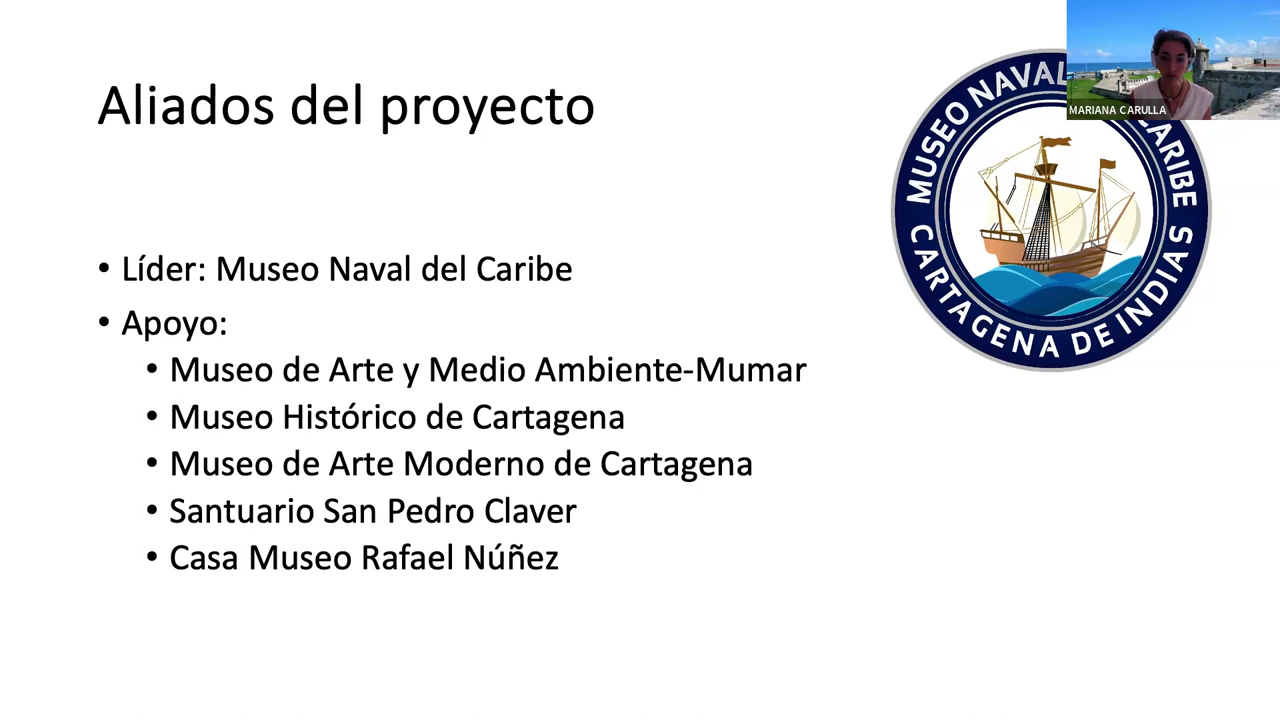 Aliados del proyecto
MUSEO NAVAL
CARIBE
CARTAGENA DE INDIAS
MARIANA CARULLA
• Líder: Museo Naval del Caribe
• Apoyo:
• Museo de Arte y Medio Ambiente-Mumar
• Museo Histórico de Cartagena
• Museo de Arte Moderno de Cartagena
• Santuario San Pedro Claver
• Casa Museo Rafael Núñez